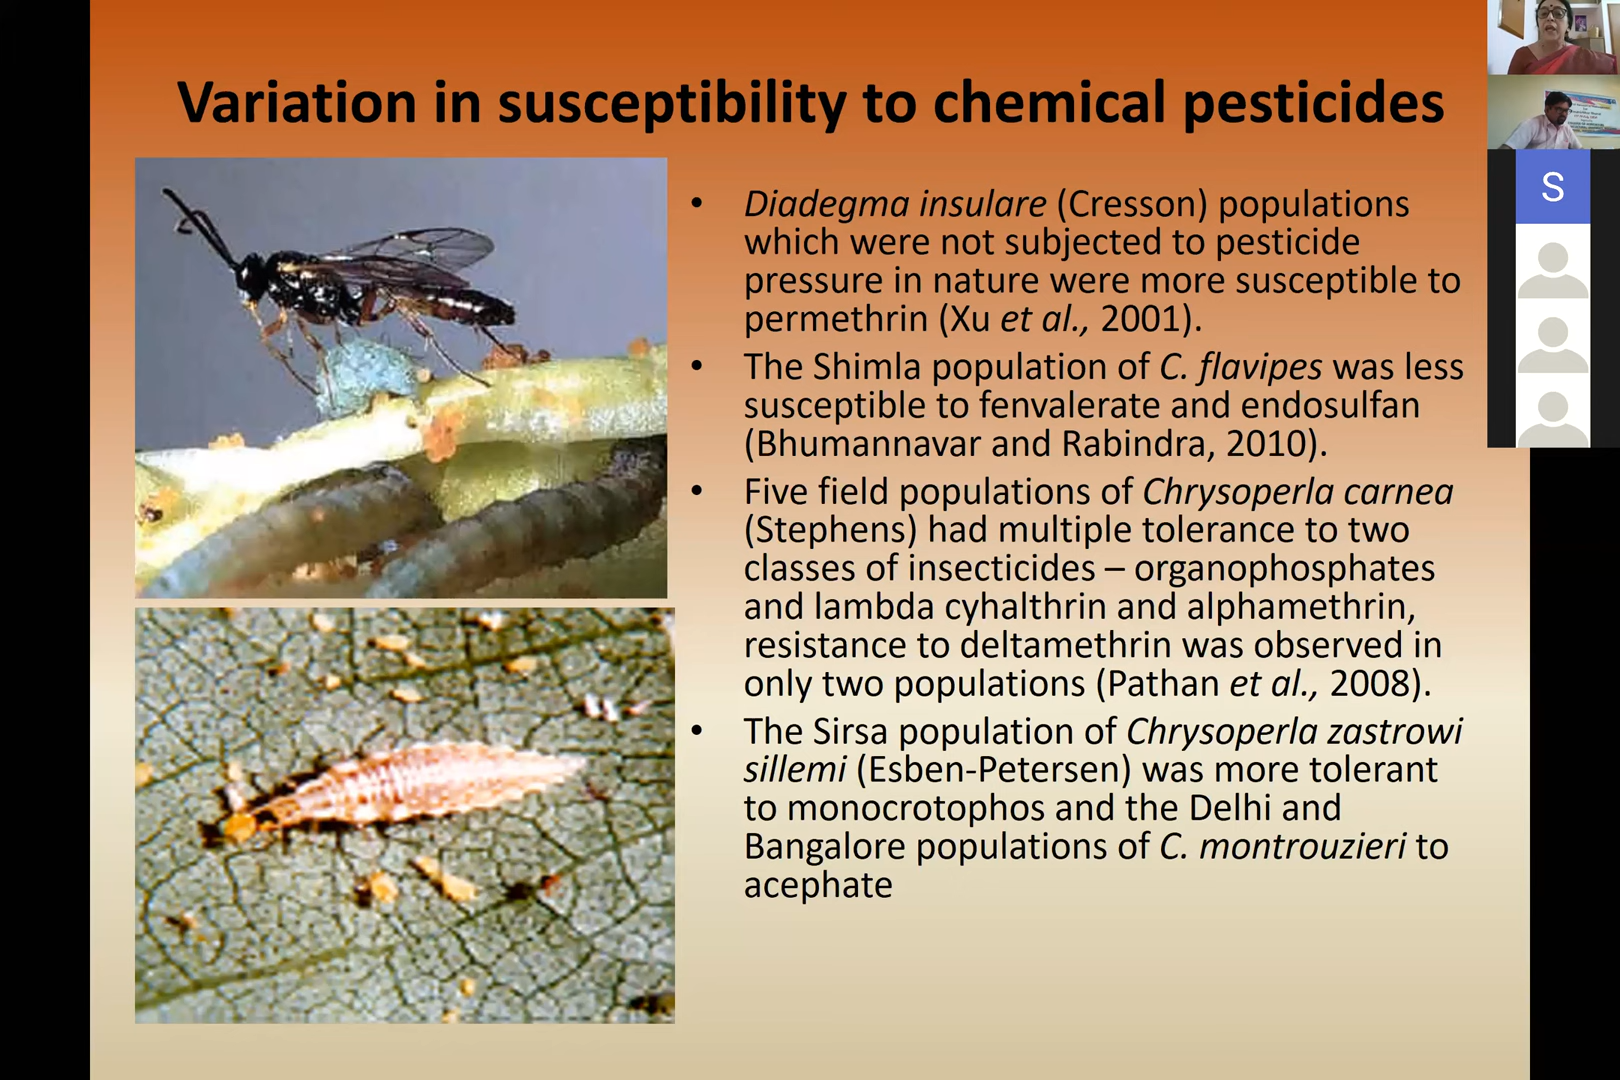 Variation in susceptibility to chemical pesticides
• Diadegma insulare (Cresson) populations
which were not subjected to pesticide
pressure in nature were more susceptible to
permethrin (Xu et al., 2001).
• The Shimla population of C. flavipes was less
susceptible to fenvalerate and endosulfan
(Bhumannavar and Rabindra, 2010).
• Five field populations of Chrysoperla carnea
(Stephens) had multiple tolerance to two
classes of insecticides – organophosphates
and lambda cyhalthrin and alphamethrin,
resistance to deltamethrin was observed in
only two populations (Pathan et al., 2008).
• The Sirsa population of Chrysoperla zastrowi
sillemi (Esben-Petersen) was more tolerant
to monocrotophos and the Delhi and
Bangalore populations of C. montrouzieri to
acephate
S